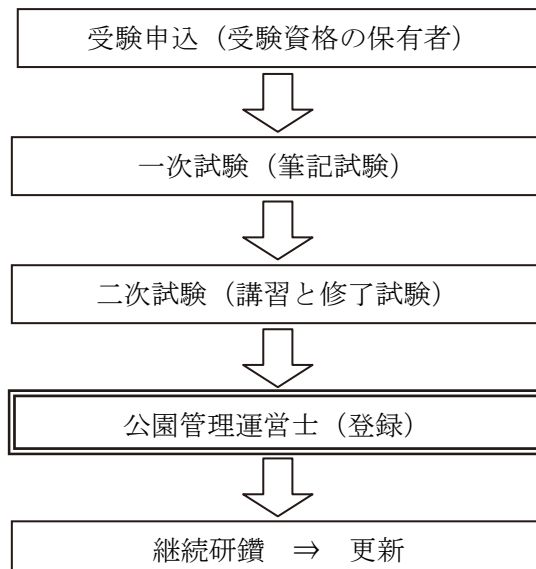 受験申込（受験資格の保有者）
一次試験（筆記試験）
二次試験（講習と修了試験）
公園管理運営士（登録）
継続研鑽　⇒　更新